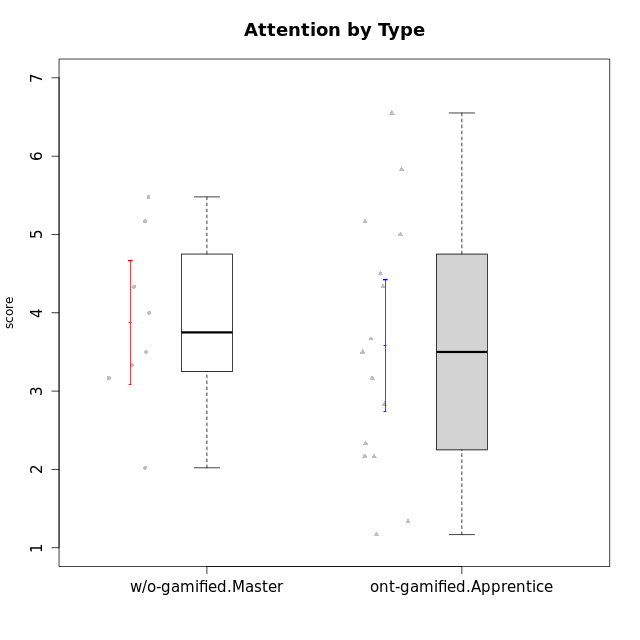 Attention by Type
score
7
6
5
4
3
2
1
w/o-gamified.Master
ont-gamified.Apprentice